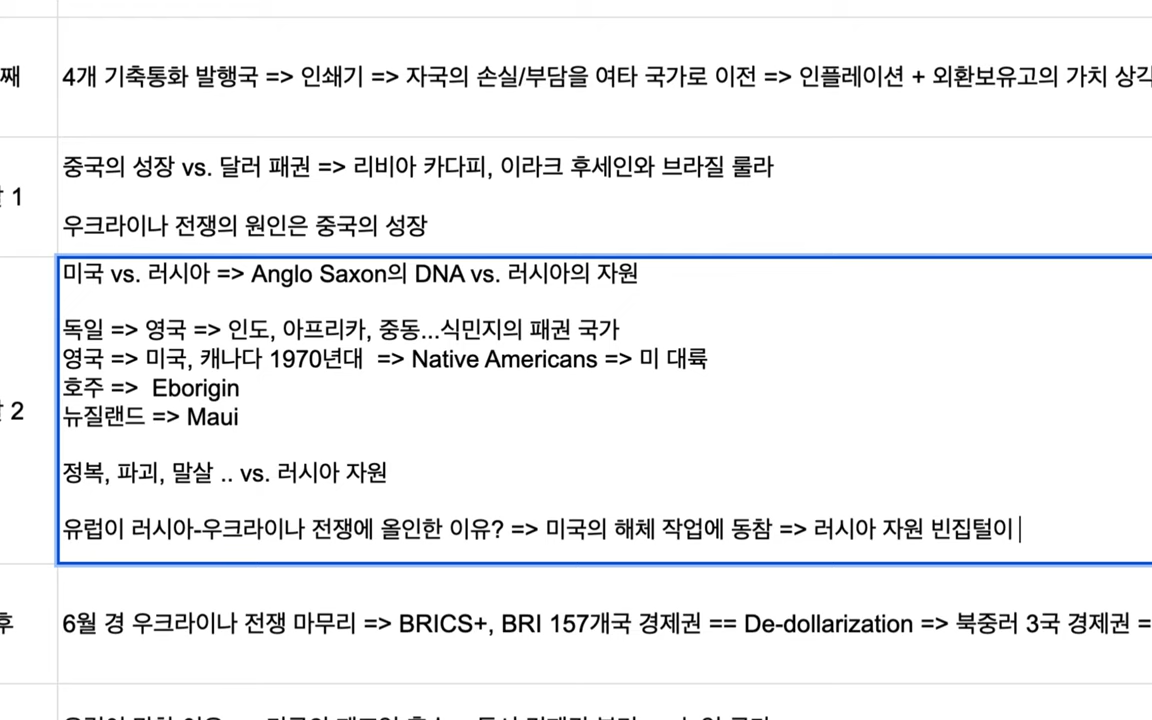 째
4개 기축통화 발행국 => 인쇄기 => 자국의 손실/부담을 여타 국가로 이전 => 인플레이션 + 외환보유고의 가치 상각
1
중국의 성장 vs. 달러 패권 => 리비아 카다피, 이라크 후세인와 브라질 룰라
우크라이나 전쟁의 원인은 중국의 성장
2
미국 vs. 러시아 => Anglo Saxon의 DNA vs. 러시아의 자원
독일 => 영국 => 인도, 아프리카, 중동...식민지의 패권 국가
영국 => 미국, 캐나다 1970년대  => Native Americans => 미 대륙
호주 =>  Eborigin
뉴질랜드 => Maui
정복, 파괴, 말살 .. vs. 러시아 자원
유럽이 러시아-우크라이나 전쟁에 올인한 이유? => 미국의 해체 작업에 동참 => 러시아 자원 빈집털이
후
6월 경 우크라이나 전쟁 마무리 => BRICS+, BRI 157개국 경제권 == De-dollarization => 북중러 3국 경제권 =